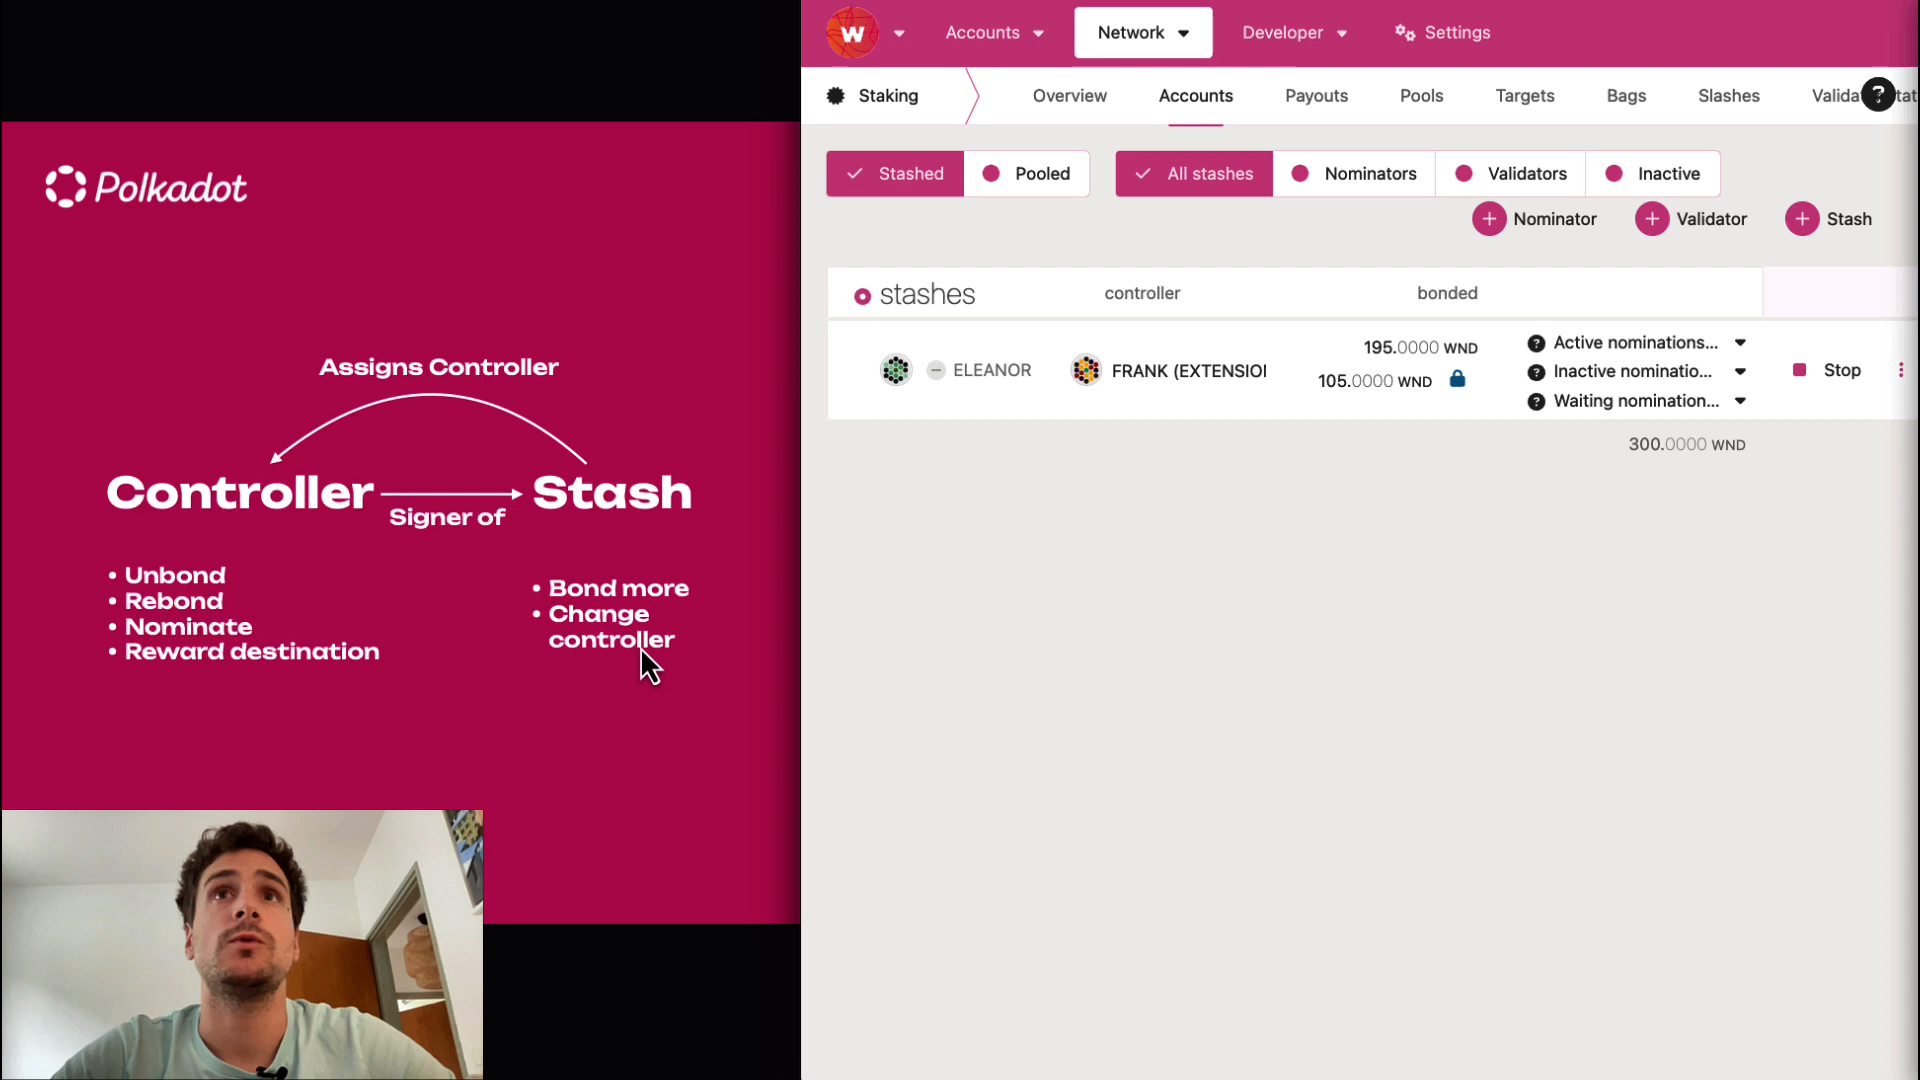 Polkadot
Assigns Controller
Controller
Signer of
Stash
• Unbond
• Rebond
• Nominate
• Reward destination
• Bond more
• Change
controller
W
Accounts
Network
Developer
Settings
Staking
Overview
Accounts
Payouts
Pools
Targets
Bags
Slashes
?
Stashed
Pooled
All stashes
Nominators
Validators
Inactive
Nominator
Validator
Stash
stashes
controller
bonded
ELEANOR
FRANK (EXTENSIO
195.0000 WND
105.0000 WND
Active nominations...
Inactive nominatio...
Waiting nomination...
Stop
300.0000 WND